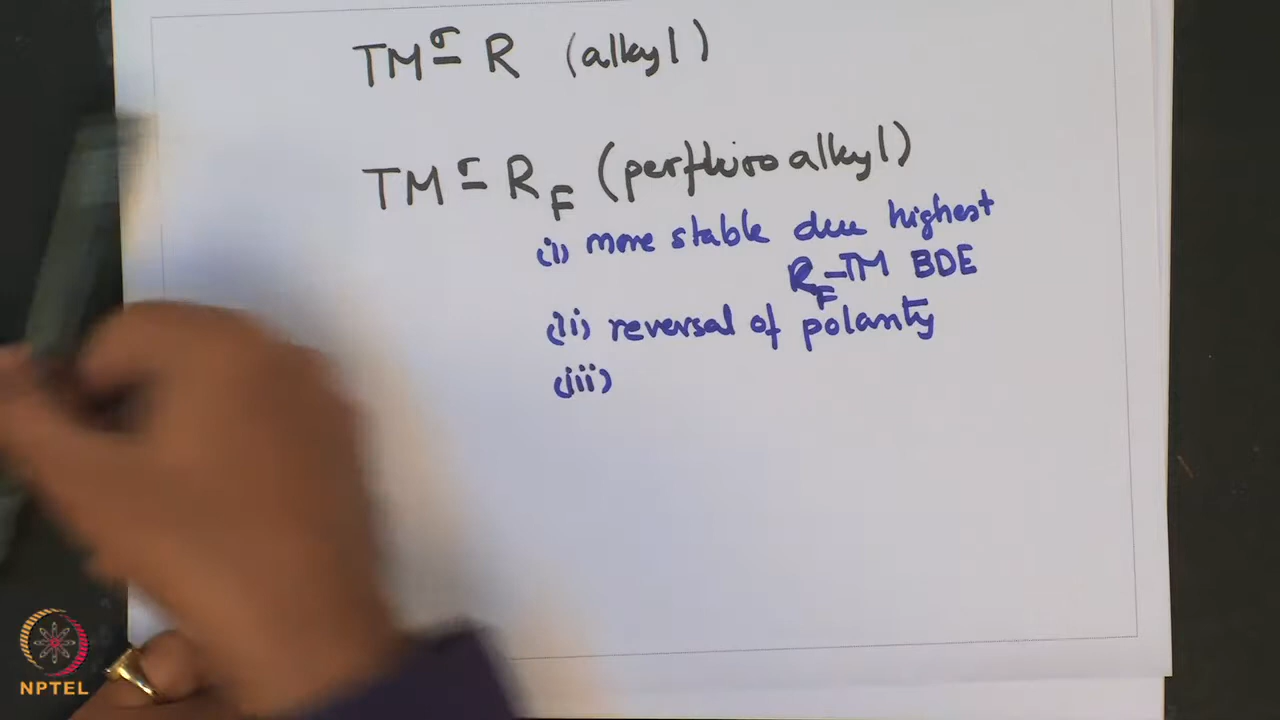 TM σ– R (alkyl)
TM σ– R_F (perfluoroalkyl)
(i) more stable due highest
R_F–TM BDE
(ii) reversal of polarity
(iii)
NPTEL